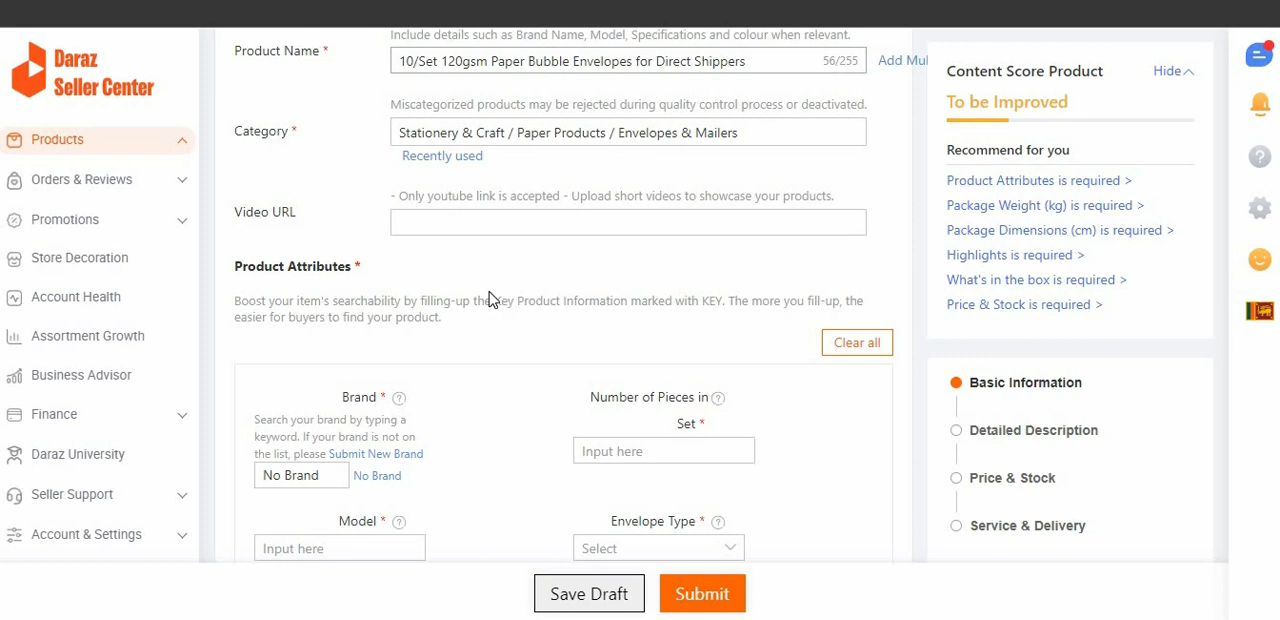 Daraz
Seller Center
Products
Orders & Reviews
Promotions
Store Decoration
Account Health
Assortment Growth
Business Advisor
Finance
Daraz University
Seller Support
Account & Settings
Include details such as Brand Name, Model, Specifications and colour when relevant.
Product Name *
10/Set 120gsm Paper Bubble Envelopes for Direct Shippers 56/255
Add Mul
Miscategorized products may be rejected during quality control process or deactivated.
Category *
Stationery & Craft / Paper Products / Envelopes & Mailers
Recently used
- Only youtube link is accepted - Upload short videos to showcase your products.
Video URL
Product Attributes *
Boost your item's searchability by filling-up the Key Product Information marked with KEY. The more you fill-up, the
easier for buyers to find your product.
Clear all
Brand * ?
Search your brand by typing a
keyword. If your brand is not on
the list, please Submit New Brand
No Brand No Brand
Number of Pieces in ?
Set *
Input here
Model * ?
Input here
Envelope Type * ?
Select
Save Draft
Submit
Content Score Product
Hide
To be Improved
Recommend for you
Product Attributes is required >
Package Weight (kg) is required >
Package Dimensions (cm) is required >
Highlights is required >
What's in the box is required >
Price & Stock is required >
Basic Information
Detailed Description
Price & Stock
Service & Delivery
?